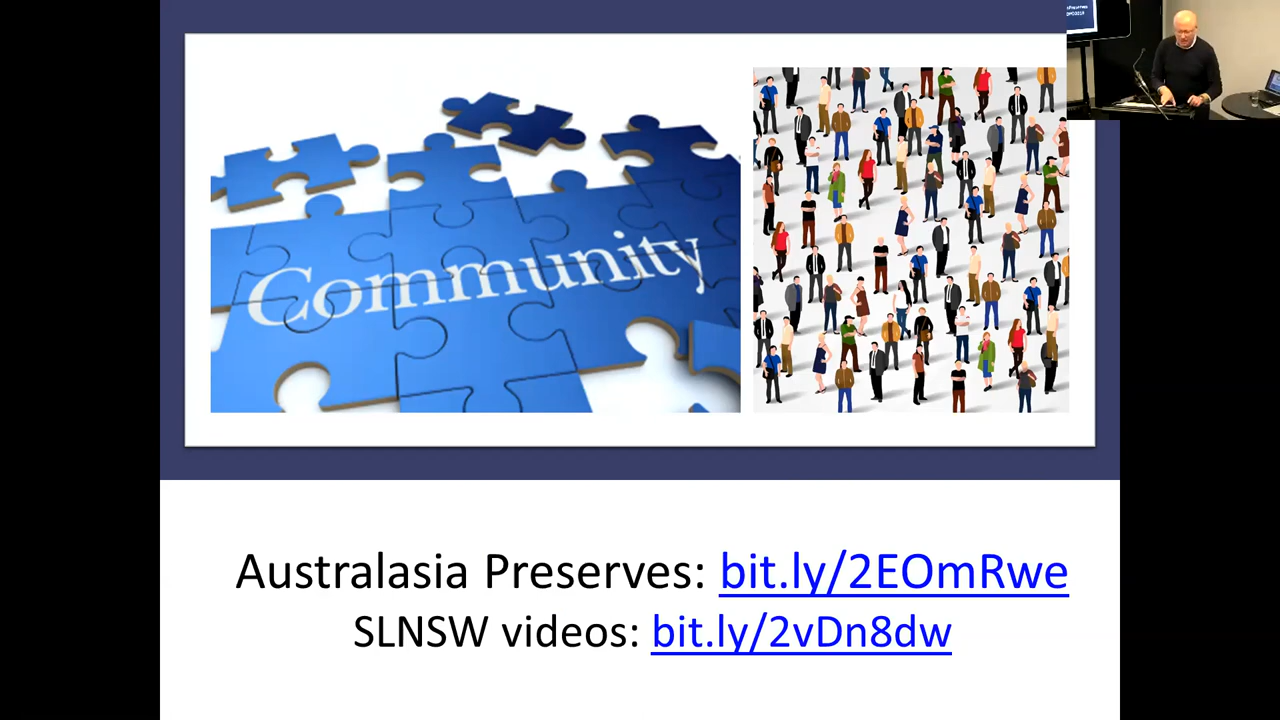 Community
Australasia Preserves: bit.ly/2EOmRwe
SLNSW videos: bit.ly/2vDn8dw